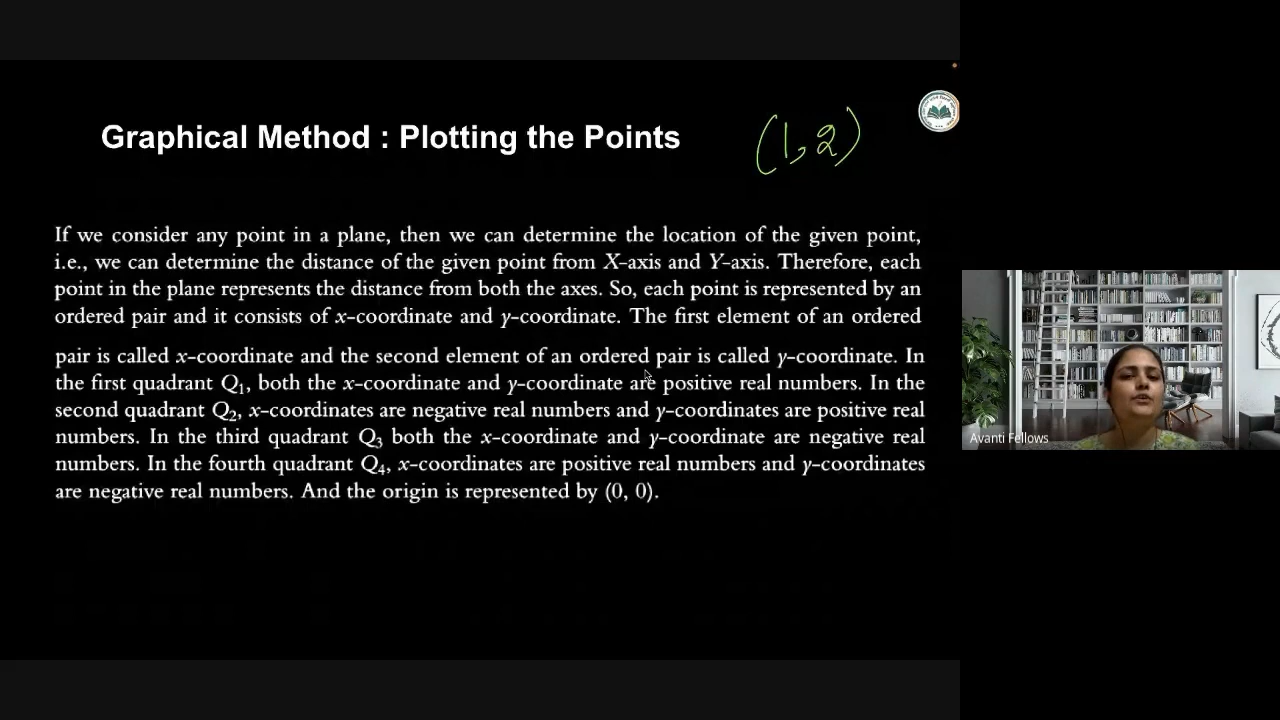 Graphical Method : Plotting the Points
(1, 2)
If we consider any point in a plane, then we can determine the location of the given point,
i.e., we can determine the distance of the given point from X-axis and Y-axis. Therefore, each
point in the plane represents the distance from both the axes. So, each point is represented by an
ordered pair and it consists of x-coordinate and y-coordinate. The first element of an ordered
pair is called x-coordinate and the second element of an ordered pair is called y-coordinate. In
the first quadrant Q₁, both the x-coordinate and y-coordinate are positive real numbers. In the
second quadrant Q₂, x-coordinates are negative real numbers and y-coordinates are positive real
numbers. In the third quadrant Q₃ both the x-coordinate and y-coordinate are negative real
numbers. In the fourth quadrant Q₄, x-coordinates are positive real numbers and y-coordinates
are negative real numbers. And the origin is represented by (0, 0).
Avanti Fellows